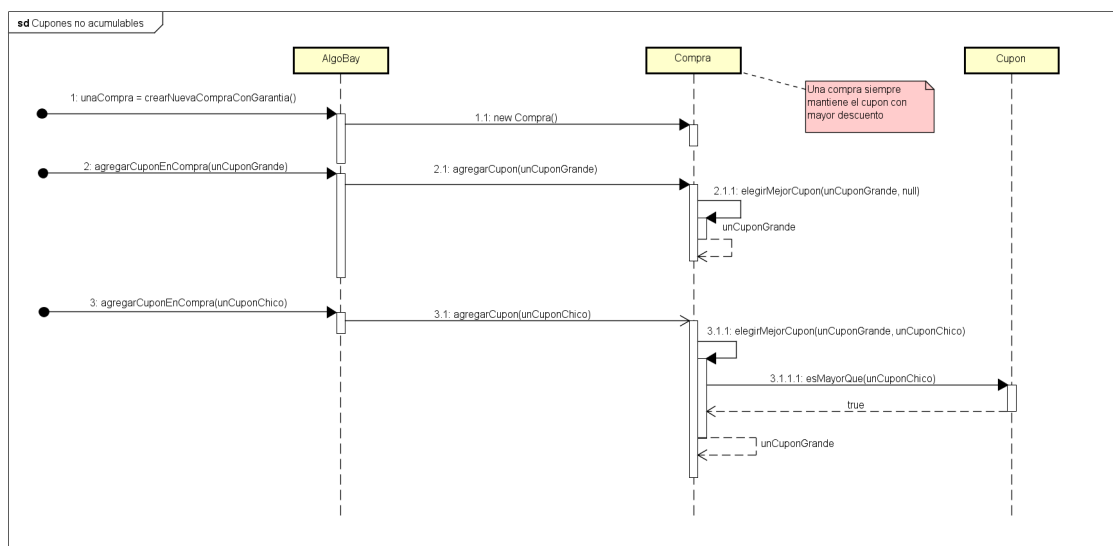 sd Cupones no acumulables
AlgoBay
Compra
Cupon
Una compra siempre
mantiene el cupon con
mayor descuento
1: unaCompra = crearNuevaCompraConGarantia()
1.1: new Compra()
2: agregarCuponEnCompra(unCuponGrande)
2.1: agregarCupon(unCuponGrande)
2.1.1: elegirMejorCupon(unCuponGrande, null)
unCuponGrande
3: agregarCuponEnCompra(unCuponChico)
3.1: agregarCupon(unCuponChico)
3.1.1: elegirMejorCupon(unCuponGrande, unCuponChico)
3.1.1.1: esMayorQue(unCuponChico)
true
unCuponGrande